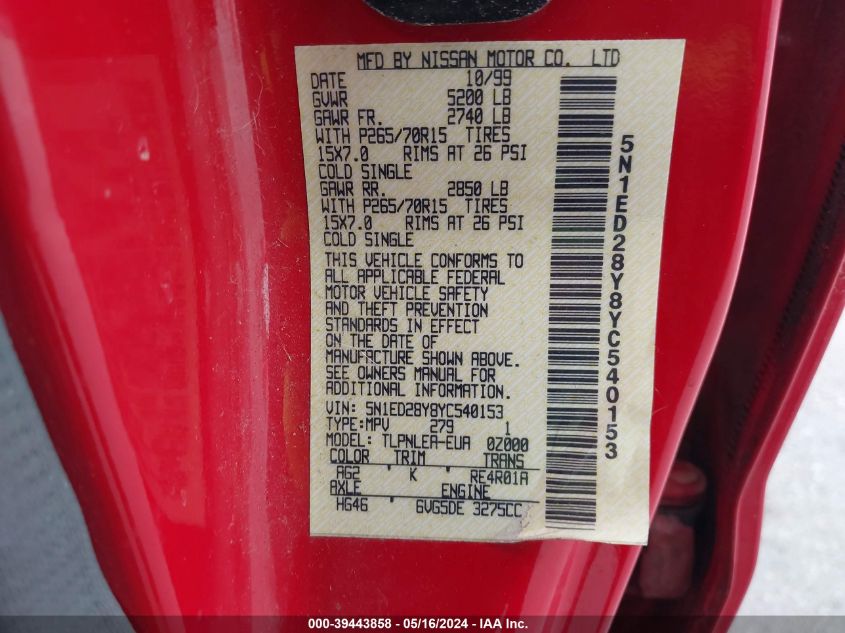 MFD BY NISSAN MOTOR CO. LTD
DATE 10/99
GVWR 5200 LB
GAWR FR. 2740 LB
WITH P265/70R15 TIRES
15X7.0 RIMS AT 26 PSI
COLD SINGLE
GAWR RR. 2850 LB
WITH P265/70R15 TIRES
15X7.0 RIMS AT 26 PSI
COLD SINGLE
THIS VEHICLE CONFORMS TO
ALL APPLICABLE FEDERAL
MOTOR VEHICLE SAFETY
AND THEFT PREVENTION
STANDARDS IN EFFECT
ON THE DATE OF
MANUFACTURE SHOWN ABOVE.
SEE OWNERS MANUAL FOR
ADDITIONAL INFORMATION.
VIN: 5N1ED28Y8YC540153
TYPE:MPV 279 1
MODEL: TLPNLEA-EUA 0Z000
COLOR TRIM TRANS
A62 K RE4R01A
AXLE ENGINE
HG46 6VG5DE 3275CC
5N1ED28Y8YC540153
000-39443858 - 05/16/2024 - IAA Inc.